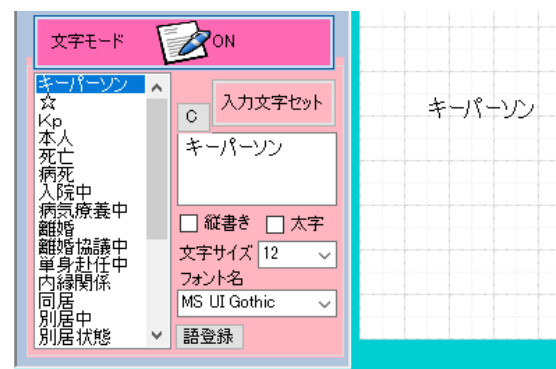 文字モード ON
キーパーソン
☆
Kp
本人
死亡
病死
入院中
病気療養中
離婚
離婚協議中
単身赴任中
内縁関係
同居
別居中
別居状態
C
入力文字セット
キーパーソン
縦書き 太字
文字サイズ 12
フォント名
MS UI Gothic
語登録
キーパーソン